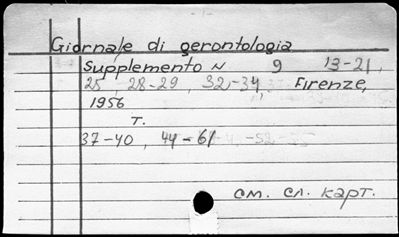 Giornale di gerontologia
Supplemento N 9 13-21,
25, 28-29, 32-34, Firenze,
1956
T.
37-40, 44-61
см. сл. карт.